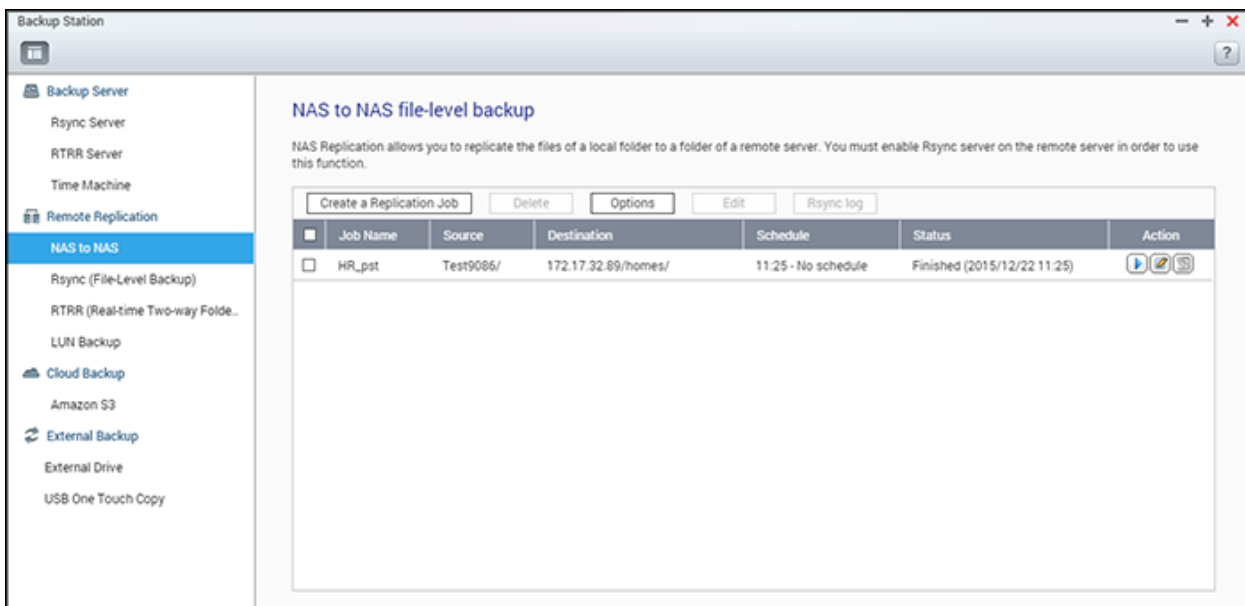 Backup Station
?
Backup Server
Rsync Server
RTRR Server
Time Machine
Remote Replication
NAS to NAS
Rsync (File-Level Backup)
RTRR (Real-time Two-way Folde..
LUN Backup
Cloud Backup
Amazon S3
External Backup
External Drive
USB One Touch Copy
NAS to NAS file-level backup
NAS Replication allows you to replicate the files of a local folder to a folder of a remote server. You must enable Rsync server on the remote server in order to use
this function.
Create a Replication Job Delete Options Edit Rsync log
Job Name Source Destination Schedule Status Action
HR_pst Test9086/ 172.17.32.89/homes/ 11:25 - No schedule Finished (2015/12/22 11:25)